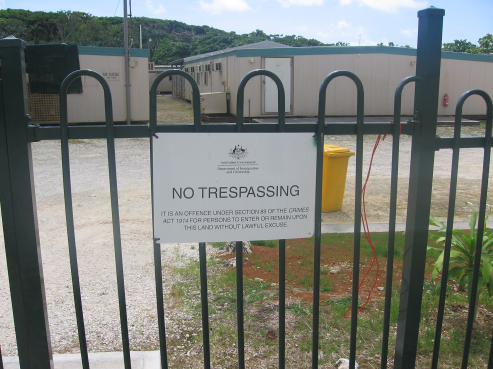 Australian Government
Department of Immigration
and Citizenship
NO TRESPASSING
IT IS AN OFFENCE UNDER SECTION 89 OF THE CRIMES
ACT 1914 FOR PERSONS TO ENTER OR REMAIN UPON
THIS LAND WITHOUT LAWFUL EXCUSE.